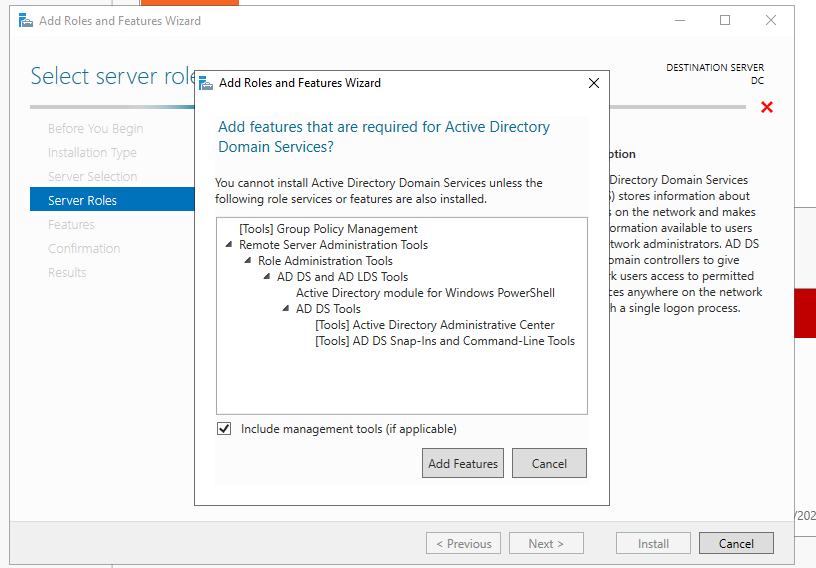 Add Roles and Features Wizard
Select server role
DESTINATION SERVER
DC
Before You Begin
Installation Type
Server Selection
Server Roles
Features
Confirmation
Results
Add Roles and Features Wizard
Add features that are required for Active Directory
Domain Services?
You cannot install Active Directory Domain Services unless the
following role services or features are also installed.
[Tools] Group Policy Management
Remote Server Administration Tools
Role Administration Tools
AD DS and AD LDS Tools
Active Directory module for Windows PowerShell
AD DS Tools
[Tools] Active Directory Administrative Center
[Tools] AD DS Snap-Ins and Command-Line Tools
Include management tools (if applicable)
Add Features
Cancel
ption
Directory Domain Services
) stores information about
s on the network and makes
ormation available to users
twork administrators. AD DS
omain controllers to give
k users access to permitted
ces anywhere on the network
h a single logon process.
< Previous
Next >
Install
Cancel
/202